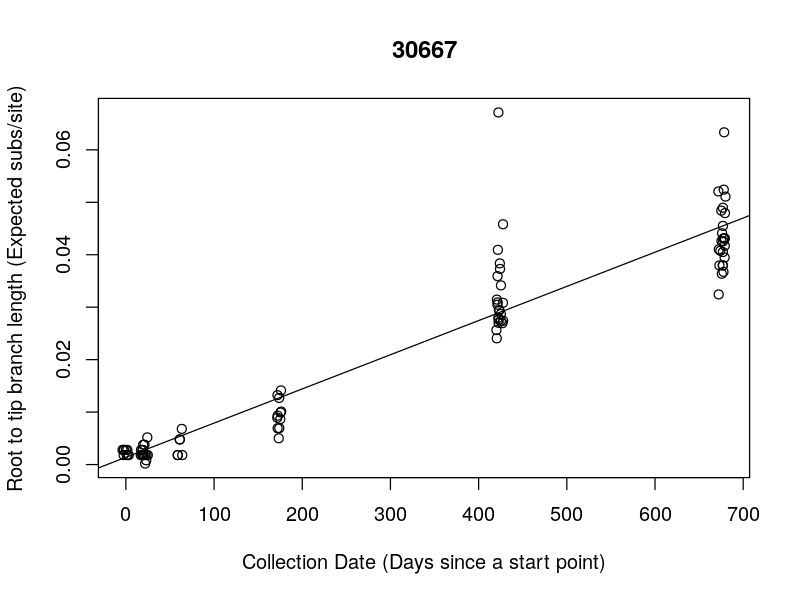 30667
Root to tip branch length (Expected subs/site)
0.06
0.04
0.02
0.00
0 100 200 300 400 500 600 700
Collection Date (Days since a start point)